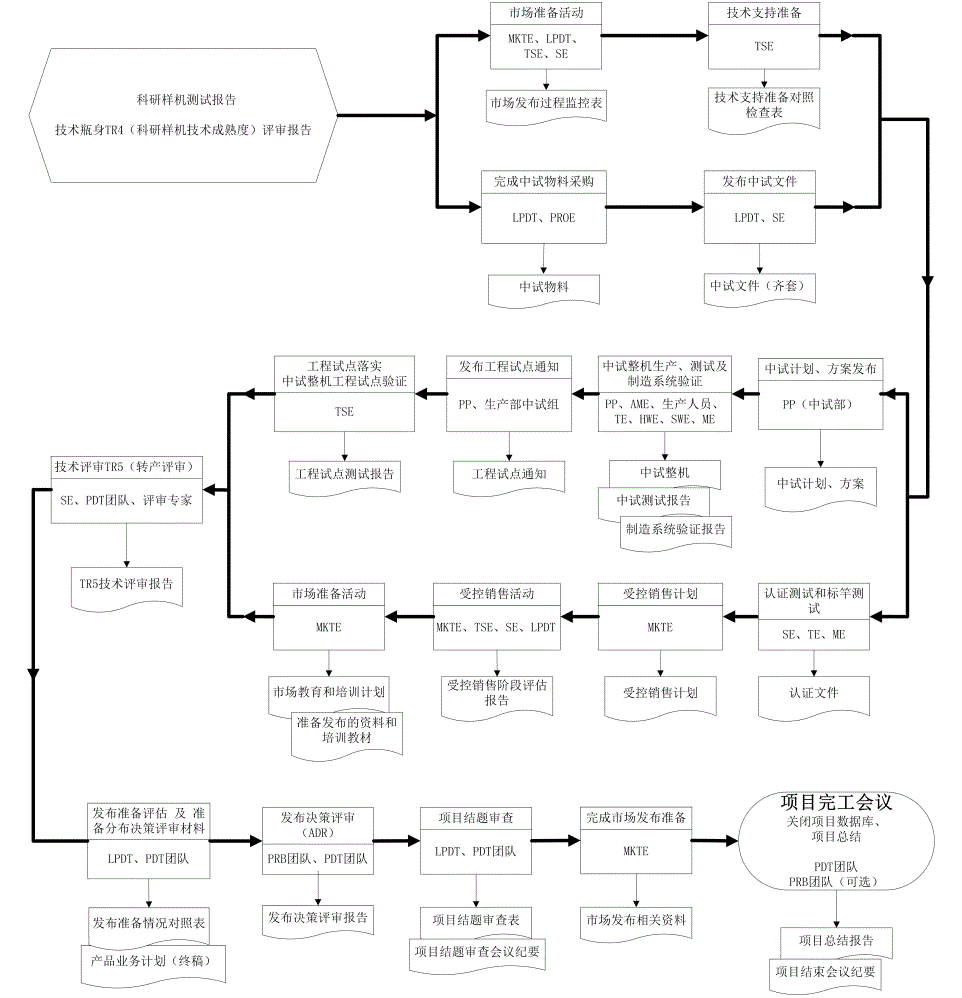 科研样机测试报告
技术瓶身TR4（科研样机技术成熟度）评审报告
市场准备活动
MKTE、LPDT、
TSE、SE
市场发布过程监控表
技术支持准备
TSE
技术支持准备对照
检查表
完成中试物料采购
LPDT、PROE
中试物料
发布中试文件
LPDT、SE
中试文件（齐套）
工程试点落实
中试整机工程试点验证
TSE
工程试点测试报告
发布工程试点通知
PP、生产部中试组
工程试点通知
中试整机生产、测试及
制造系统验证
PP、AME、生产人员、
TE、HWE、SWE、ME
中试整机
中试测试报告
制造系统验证报告
中试计划、方案发布
PP（中试部）
中试计划、方案
技术评审TR5（转产评审）
SE、PDT团队、评审专家
TR5技术评审报告
市场准备活动
MKTE
市场教育和培训计划
准备发布的资料和
培训教材
受控销售活动
MKTE、TSE、SE、LPDT
受控销售阶段评估
报告
受控销售计划
MKTE
受控销售计划
认证测试和标竿测
试
SE、TE、ME
认证文件
发布准备评估 及 准
备分布决策评审材料
LPDT、PDT团队
发布准备情况对照表
产品业务计划（终稿）
发布决策评审
（ADR）
PRB团队、PDT团队
发布决策评审报告
项目结题审查
LPDT、PDT团队
项目结题审查表
项目结题审查会议纪要
完成市场发布准备
MKTE
市场发布相关资料
项目完工会议
关闭项目数据库、
项目总结
PDT团队
PRB团队（可选）
项目总结报告
项目结束会议纪要